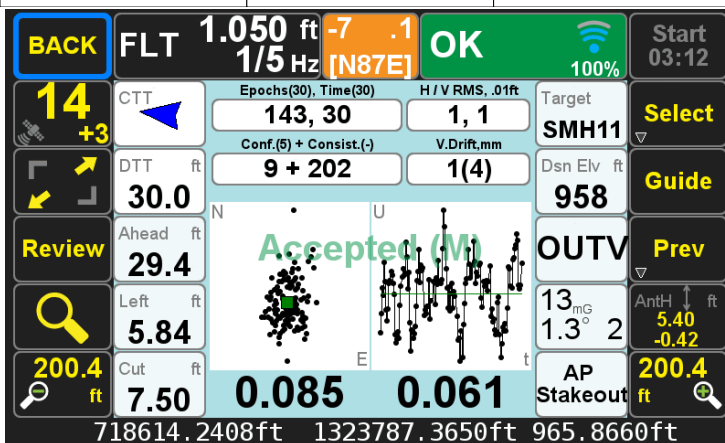 BACK
FLT 1.050 ft
1/5 Hz
-7 .1
[N87E]
OK
100%
Start
03:12
14
+3
CTT
Epochs(30), Time(30)
143, 30
H / V RMS, .01ft
1, 1
Target
SMH11
Select
Conf.(5) + Consist.(-)
9 + 202
V.Drift,mm
1(4)
DTT ft
30.0
Dsn Elv ft
958
Guide
Review
Ahead ft
29.4
N
U
Accepted (M)
E
t
OUTV
Prev
Left ft
5.84
13mG
1.3° 2
AntH ft
5.40
-0.42
200.4
ft
Cut ft
7.50
0.085
0.061
AP
Stakeout
200.4
ft
718614.2408ft 1323787.3650ft 965.8660ft